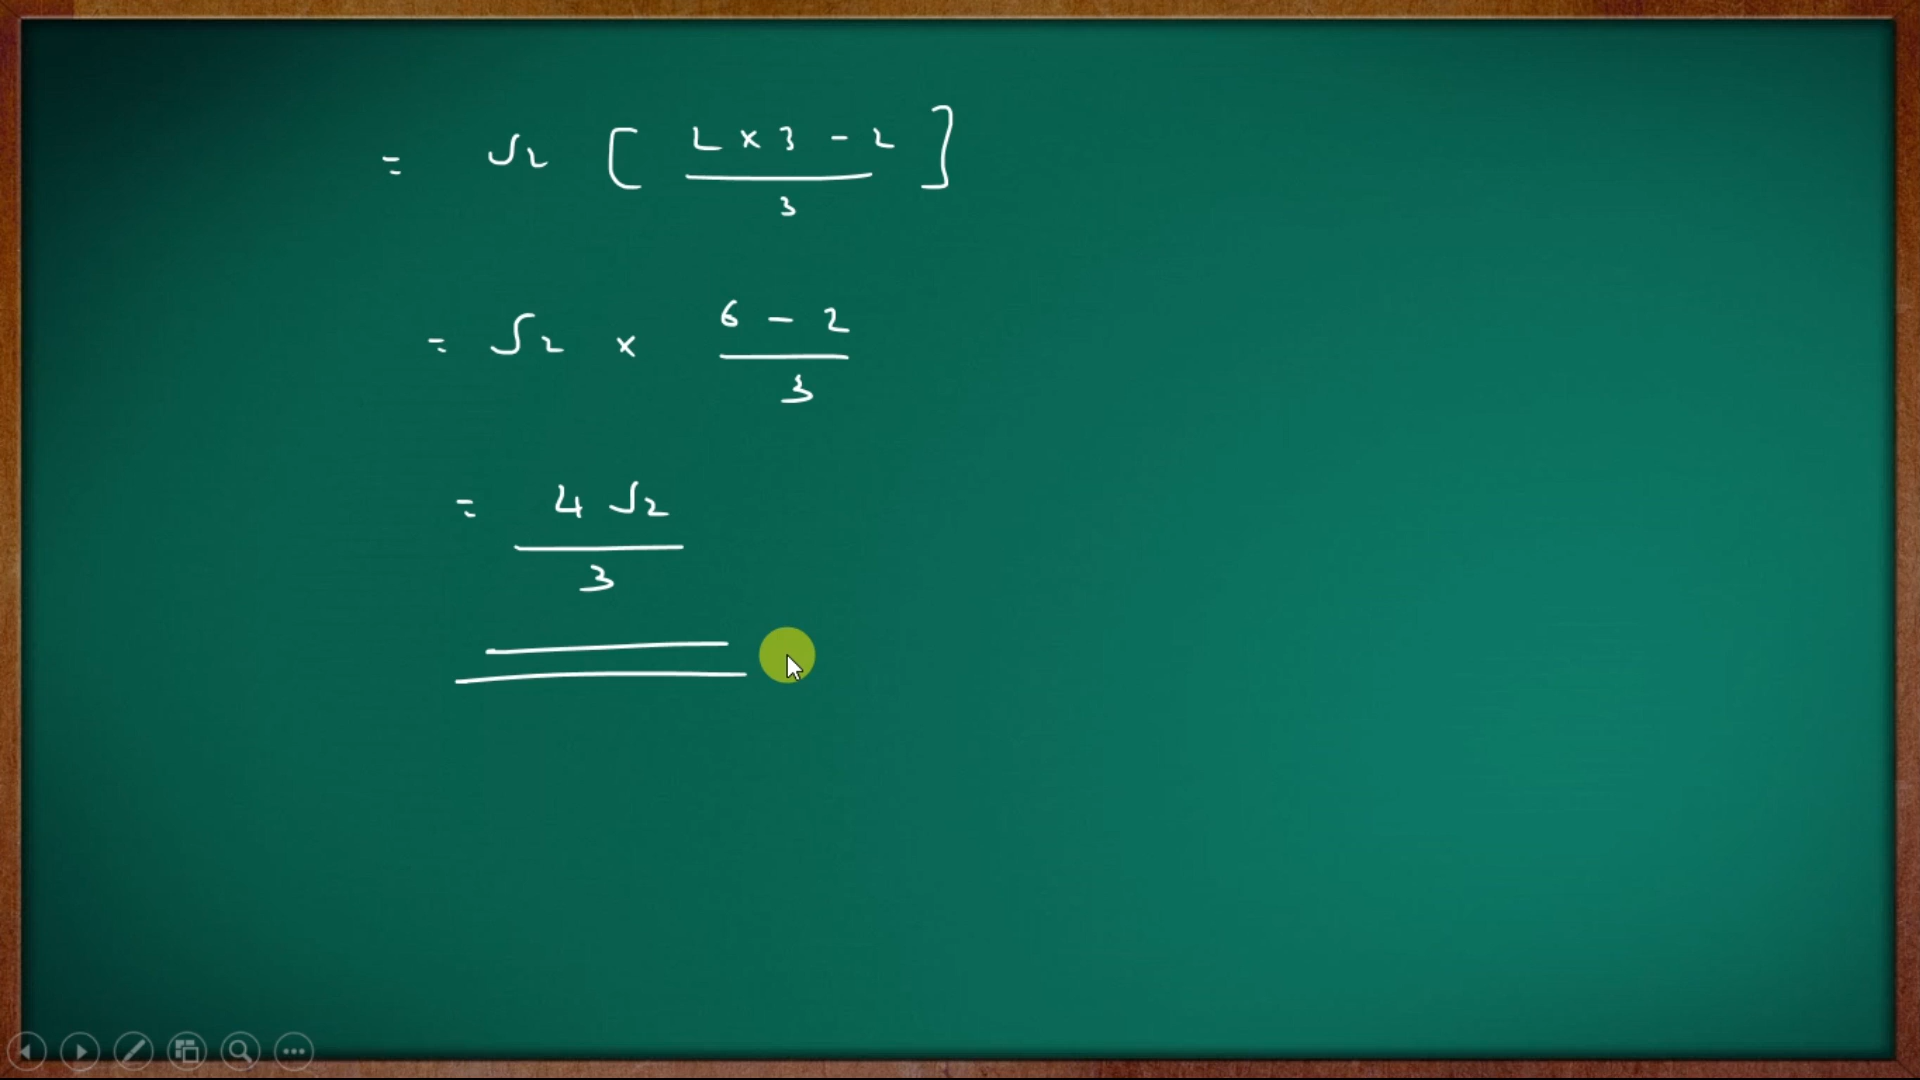 = √2 [ (2 × 3 - 2) / 3 ]
= √2 × (6 - 2) / 3
= 4√2 / 3